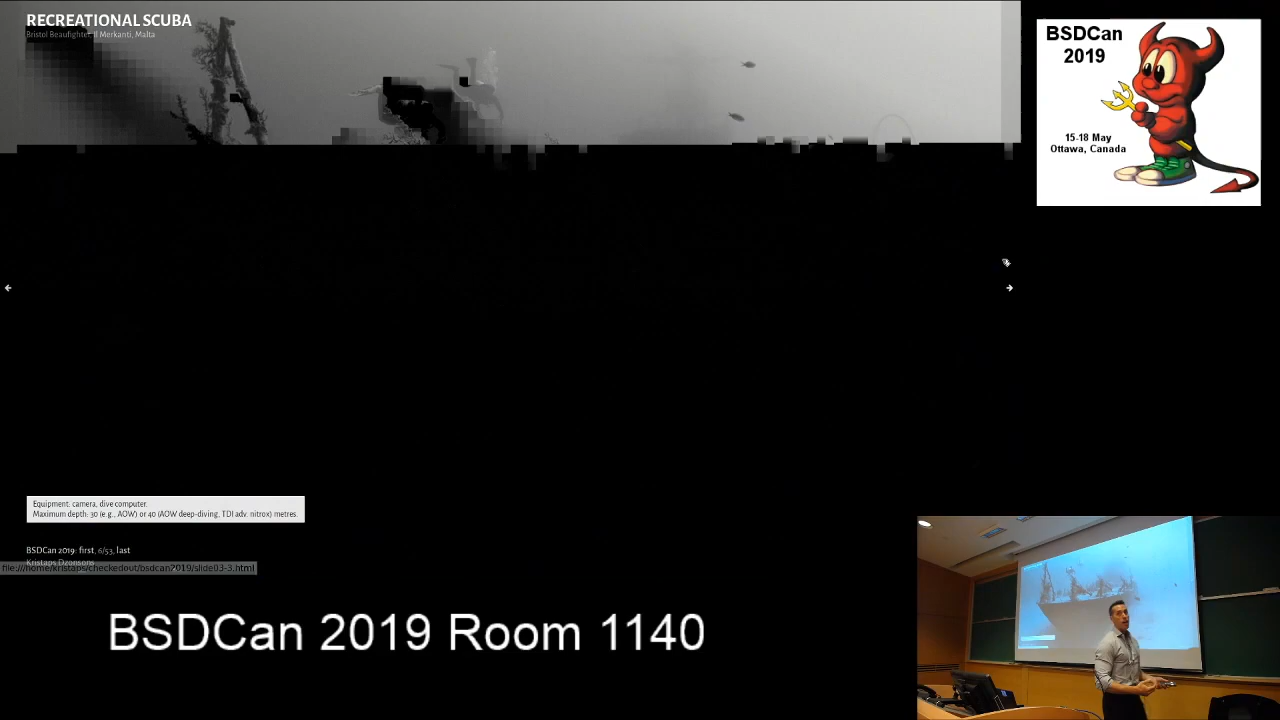 RECREATIONAL SCUBA
Bristol Beaufighter, Il Merkanti, Malta
BSDCan
2019
15-18 May
Ottawa, Canada
Equipment: camera, dive computer.
Maximum depth: 30 (e.g., AOW) or 40 (AOW deep-diving, TDI adv. nitrox) metres.
BSDCan 2019: first, 6/53, last
Kristaps Dzonsons
file:///home/kristaps/checkedout/bsdcan2019/slide03-3.html
BSDCan 2019 Room 1140